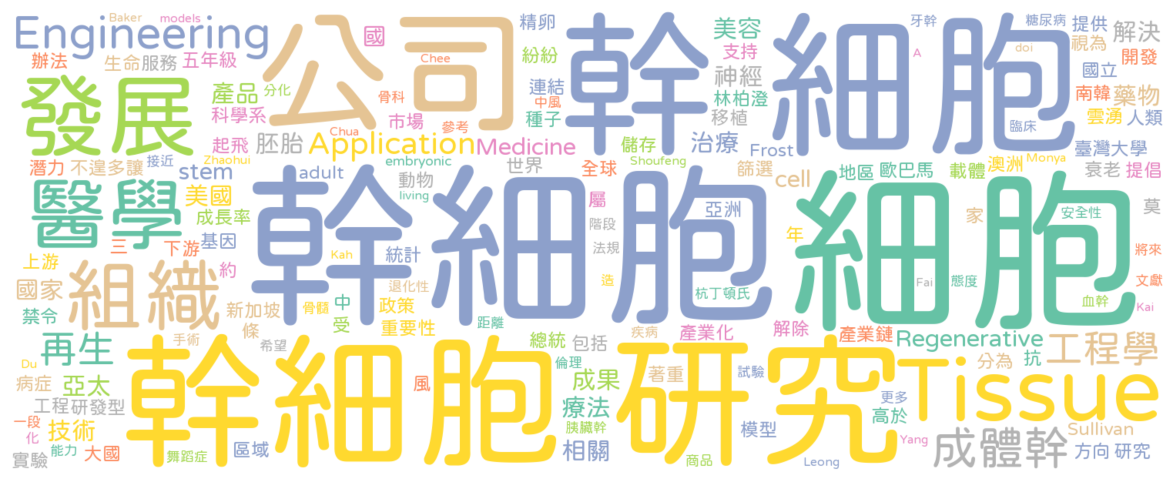 Baker models 公司 幹細胞 精卵 美容 牙幹 糖尿病 提供 解決
Engineering 國 Chee 紛紛 支持 A doi 視為 開發
辦法 生命 服務 五年級 神經 國立
發展 產品 分化 骨科 連結 中風 林柏澄 移植 南韓 藥物
科學系 市場 參考 種子 臨床 雲湧 人類
起飛 胚胎 Chua Application Medicine 儲存 治療 Frost 臺灣大學
潛力 不遑多讓 接近 Zhaohui embryonic 世界 全球 Shoufeng 篩選 地區 歐巴馬 載體 澳洲 Monya 衰老 提倡
醫學 stem 美國 adult 動物 living 屬 cell
成長率 幹細胞 亞洲 幹細胞 家 安全性 莫
三 下游 基因 統計 階段 年
上游 約 Kah 法規 將來
組織 退化性 造 杭丁頓氏 Fai 態度 文獻
國家 新加坡 骨髓 中 政策 血幹 Kai
禁令 條 受 重要性 距離 產業化 解除 產業鏈
再生 手術 希望 總統 包括 疾病 Regenerative 抗 工程學
Du 幹細胞 倫理 研究 分為
病症 亞太 風 成果 著重 試驗 Tissue
工程 研發型 療法 更多
一段 技術 胰臟幹 模型 高於 Sullivan
化 能力 大國 區域 相關 Yang 成體幹 方向 研究
實驗 舞蹈症 商品 Leong